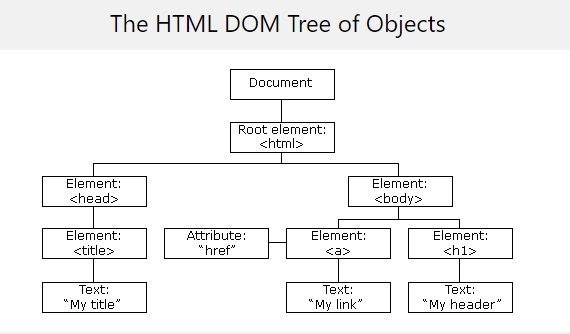 The HTML DOM Tree of Objects
Document
Root element:
<html>
Element:
<head>
Element:
<body>
Element:
<title>
Attribute:
“href”
Element:
<a>
Element:
<h1>
Text:
“My title”
Text:
“My link”
Text:
“My header”